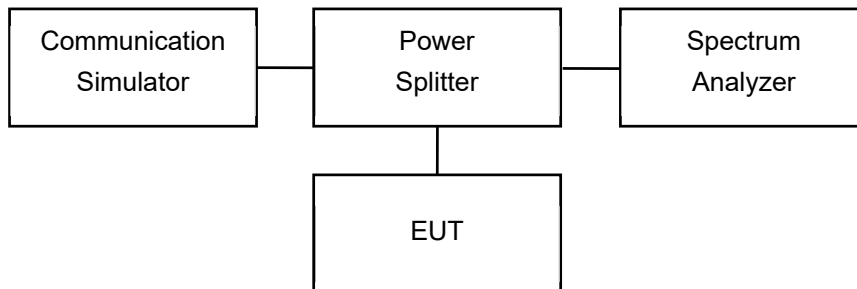 Communication
Simulator
Power
Splitter
Spectrum
Analyzer
EUT